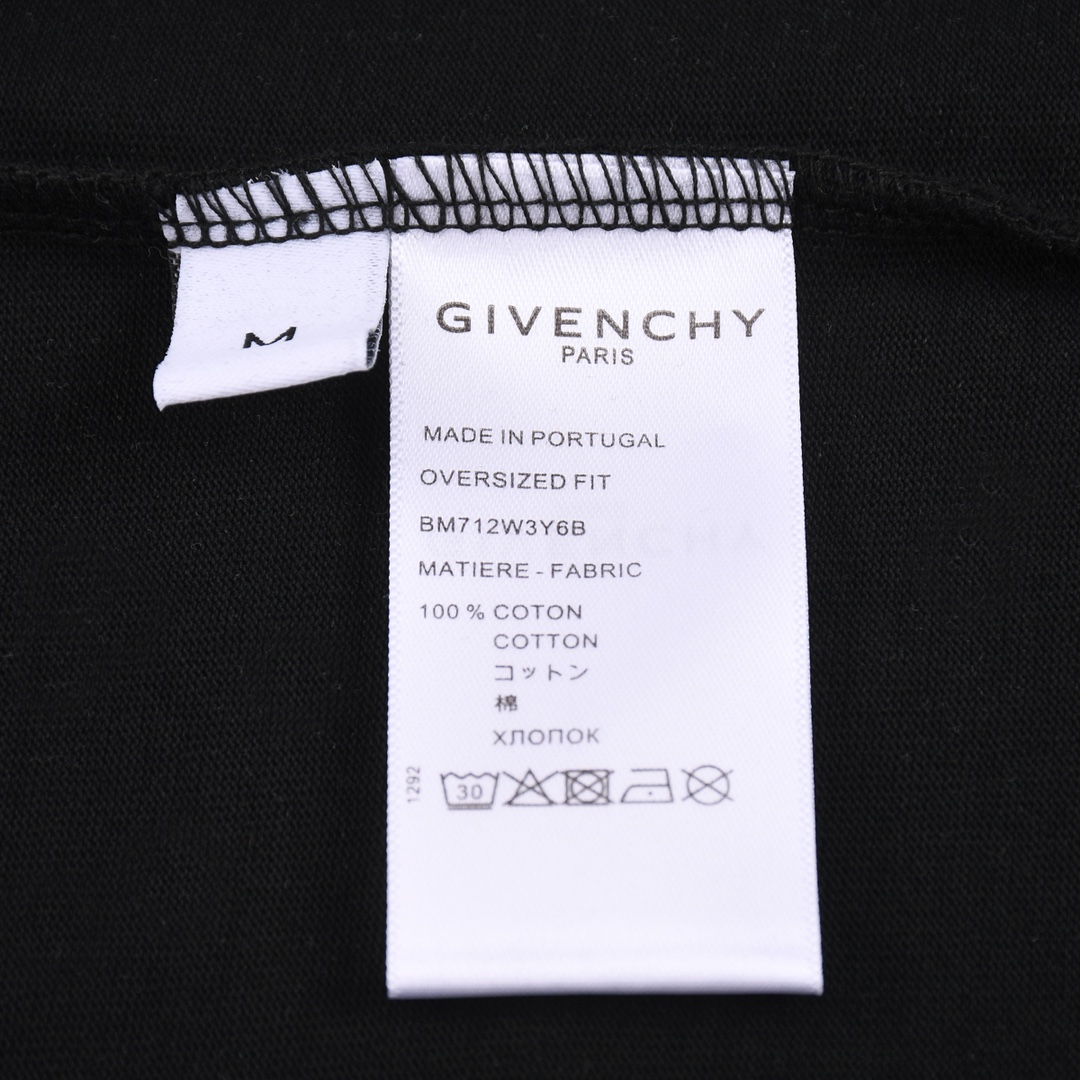 M
GIVENCHY
PARIS
MADE IN PORTUGAL
OVERSIZED FIT
BM712W3Y6B
MATIERE - FABRIC
100 % COTON
COTTON
コットン
棉
ХЛОПОК
1292
30